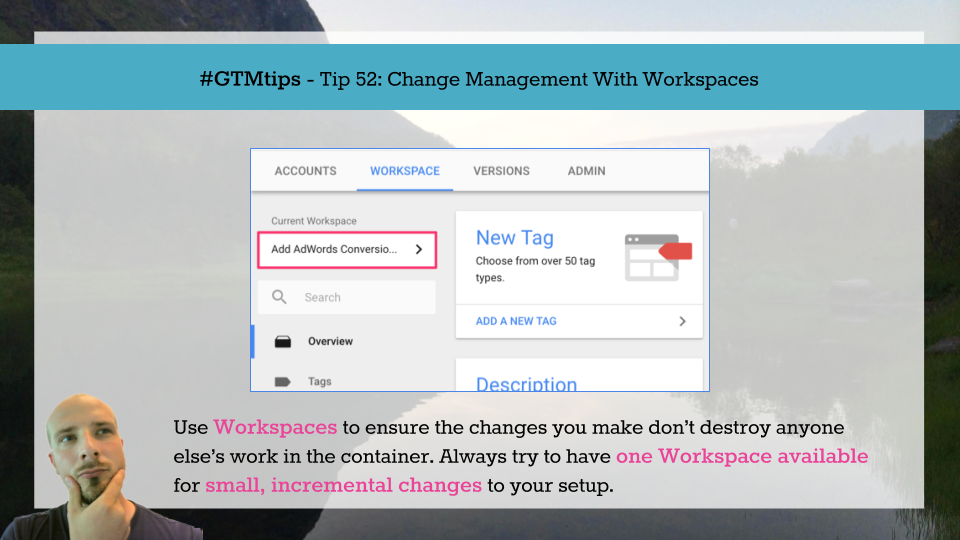 #GTMtips - Tip 52: Change Management With Workspaces
ACCOUNTS WORKSPACE VERSIONS ADMIN
Current Workspace
Add AdWords Conversio...
Search
Overview
Tags
New Tag
Choose from over 50 tag
types.
ADD A NEW TAG
Description
Use Workspaces to ensure the changes you make don't destroy anyone
else's work in the container. Always try to have one Workspace available
for small, incremental changes to your setup.